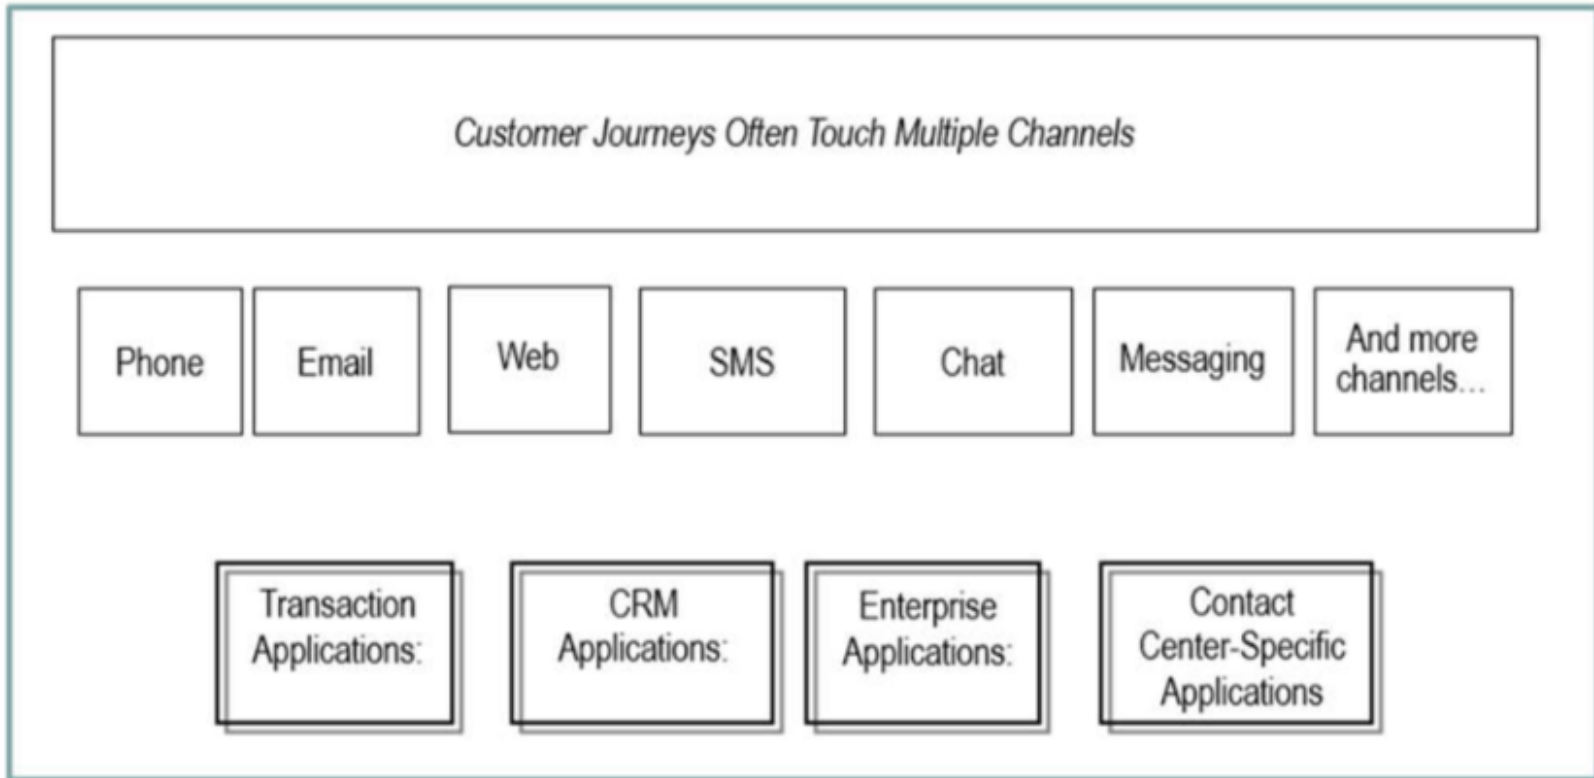 Customer Journeys Often Touch Multiple Channels
Phone
Email
Web
SMS
Chat
Messaging
And more
channels...
Transaction
Applications:
CRM
Applications:
Enterprise
Applications:
Contact
Center-Specific
Applications